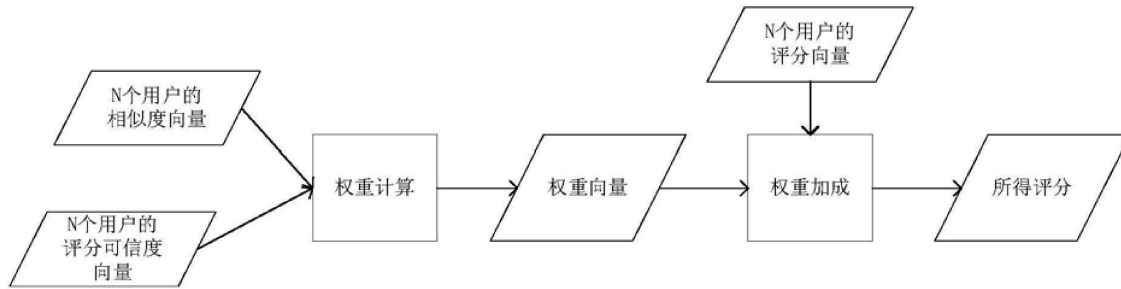 N个用户的
相似度向量
N个用户的
评分可信度
向量
权重计算
权重向量
N个用户的
评分向量
权重加成
所得评分